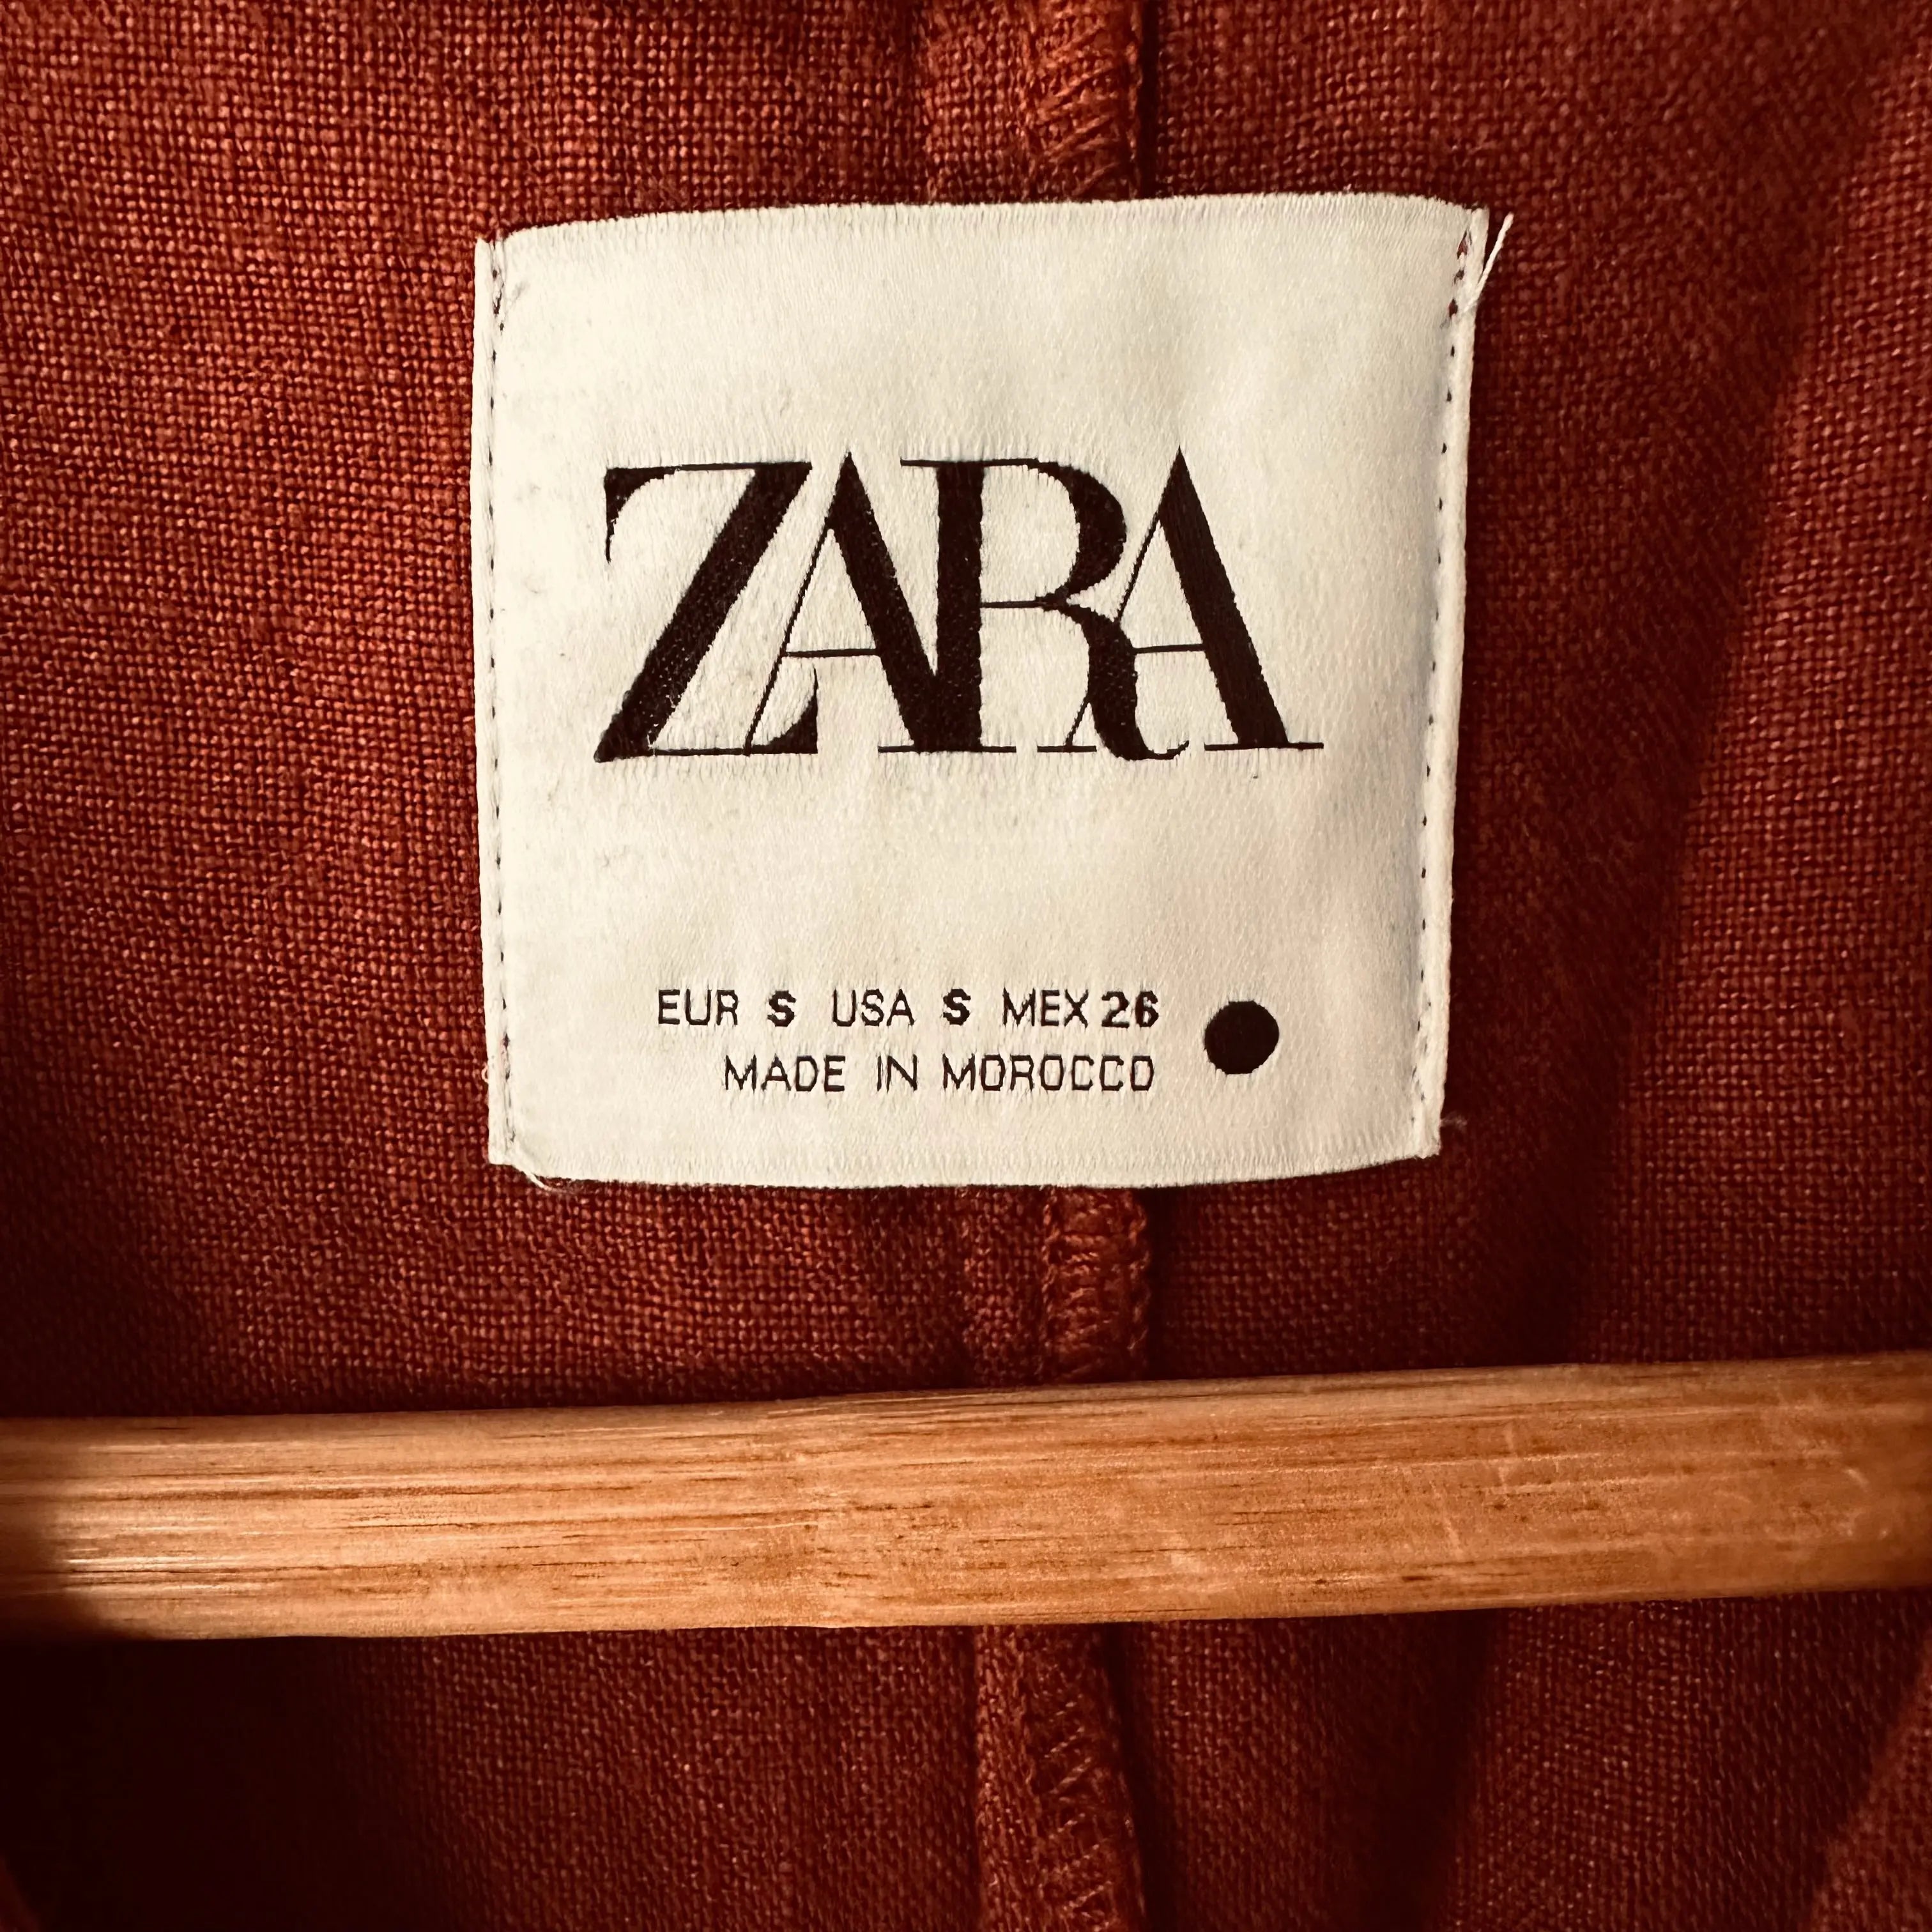 ZARA
EUR S USA S MEX 26
MADE IN MOROCCO